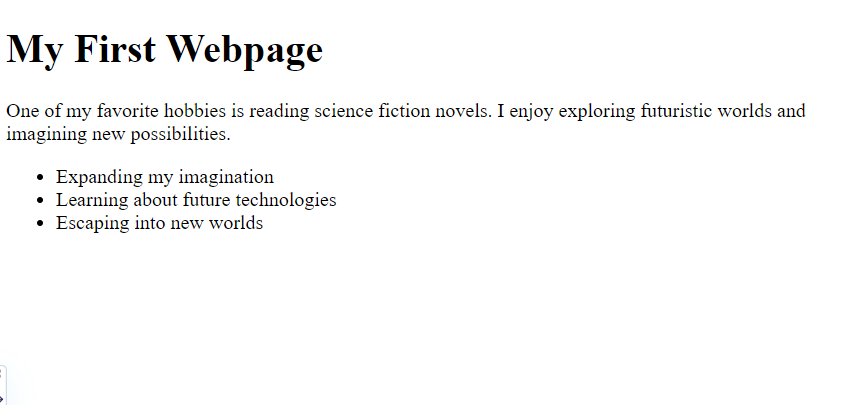 My First Webpage
One of my favorite hobbies is reading science fiction novels. I enjoy exploring futuristic worlds and
imagining new possibilities.
Expanding my imagination
Learning about future technologies
Escaping into new worlds